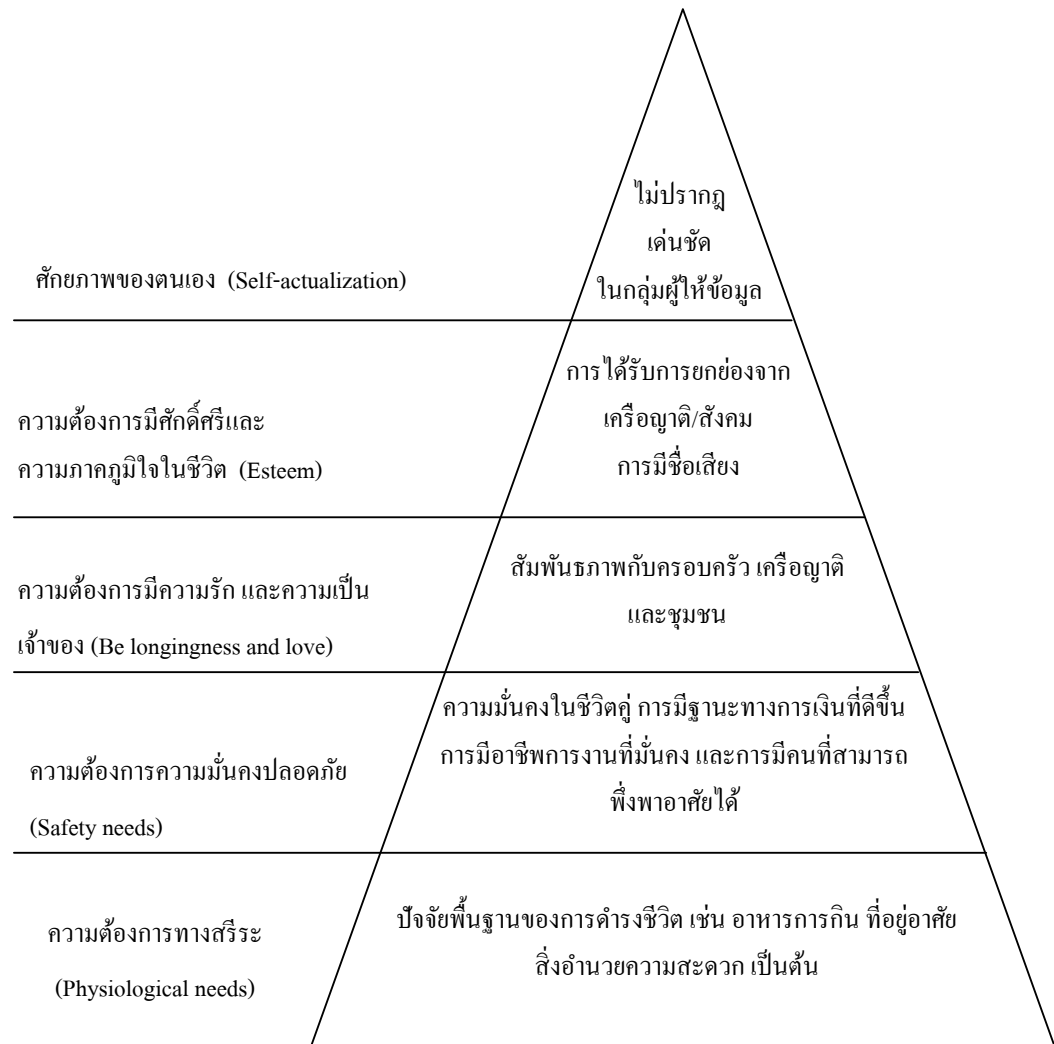 ไม่ปรากฎ
เด่นชัด
ในกลุ่มผู้ให้ข้อมูล
ศักยภาพของตนเอง (Self-actualization)
การได้รับการยกย่องจาก
เครือญาติ/สังคม
การมีชื่อเสียง
ความต้องการมีศักดิ์ศรีและ
ความภาคภูมิใจในชีวิต (Esteem)
สัมพันธภาพกับครอบครัว เครือญาติ
และชุมชน
ความต้องการมีความรัก และความเป็น
เจ้าของ (Be longingness and love)
ความมั่นคงในชีวิตคู่ การมีฐานะทางการเงินที่ดีขึ้น
การมีอาชีพการงานที่มั่นคง และการมีคนที่สามารถ
พึ่งพาอาศัยได้
ความต้องการความมั่นคงปลอดภัย
(Safety needs)
ปัจจัยพื้นฐานของการดำรงชีวิต เช่น อาหารการกิน ที่อยู่อาศัย
สิ่งอำนวยความสะดวก เป็นต้น
ความต้องการทางสรีระ
(Physiological needs)